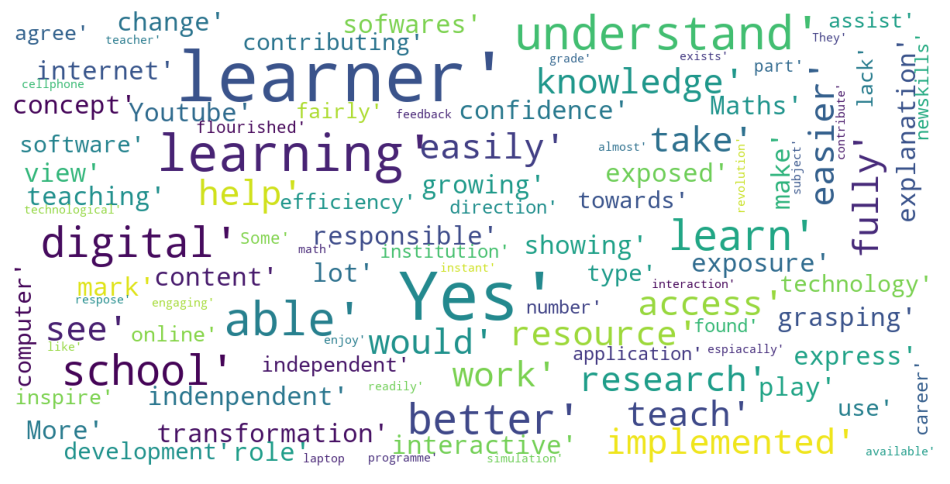 agree' change' sofwares' understand' assist'
teacher' contributing' They'
internet' learner' grade' exists' part' lack' explanation' newskills'
cellphone' knowledge'
concept' Youtube' fairly' feedback confidence' Maths' easier' contribute'
flourished'
software' learning' easily' almost' take' revolution' make' subject' fully'
view' exposed'
teaching' help' efficiency' growing' towards'
technological' direction'
digital' Some' responsible' showing' learn'
math' institution'
computer' mark' content' lot' instant' type' exposure' technology'
respose' engaging' Yes' number' interaction' access'
see' online' able' would' resource' found' grasping'
like' enjoy'
school' independent' application' espiacally' express'
inspire' indenpendent' readily' work' research' play' career'
More' transformation' better' teach' use'
development' role' interactive' implemented'
laptop programme' simulation' available'